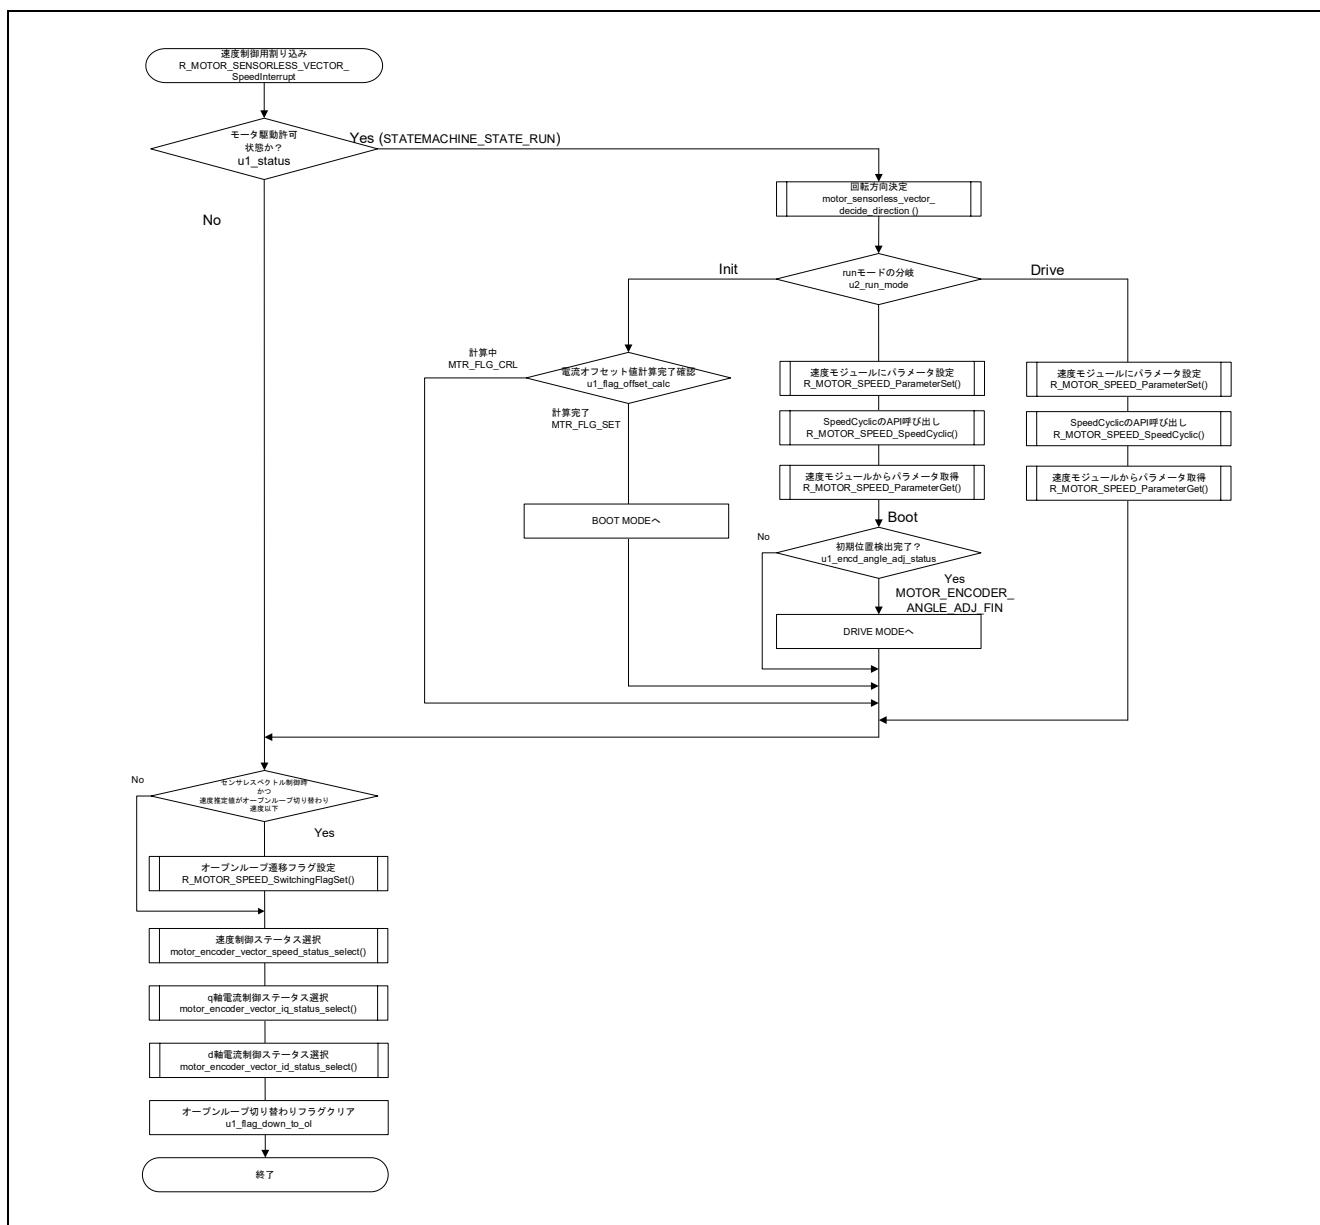 速度制御用割り込み
R_MOTOR_SENSORLESS_VECTOR_
SpeedInterrupt
モータ駆動許可
状態か？
u1_status
Yes (STATEMACHINE_STATE_RUN)
No
回転方向決定
motor_sensorless_vector_
decide_direction ()
runモードの分岐
u2_run_mode
Init
Drive
計算中
MTR_FLG_CRL
電流オフセット値計算完了確認
u1_flag_offset_calc
計算完了
MTR_FLG_SET
BOOT MODEへ
速度モジュールにパラメータ設定
R_MOTOR_SPEED_ParameterSet()
SpeedCyclicのAPI呼び出し
R_MOTOR_SPEED_SpeedCyclic()
速度モジュールからパラメータ取得
R_MOTOR_SPEED_ParameterGet()
速度モジュールにパラメータ設定
R_MOTOR_SPEED_ParameterSet()
SpeedCyclicのAPI呼び出し
R_MOTOR_SPEED_SpeedCyclic()
速度モジュールからパラメータ取得
R_MOTOR_SPEED_ParameterGet()
Boot
No
初期位置検出完了？
u1_encd_angle_adj_status
Yes
MOTOR_ENCODER_
ANGLE_ADJ_FIN
DRIVE MODEへ
No
センサレスベクトル制御時
かつ
速度推定値がオープンループ切り替わり
速度以下
Yes
オープンループ遷移フラグ設定
R_MOTOR_SPEED_SwitchingFlagSet()
速度制御ステータス選択
motor_encoder_vector_speed_status_select()
q軸電流制御ステータス選択
motor_encoder_vector_iq_status_select()
d軸電流制御ステータス選択
motor_encoder_vector_id_status_select()
オープンループ切り替わりフラグクリア
u1_flag_down_to_ol
終了